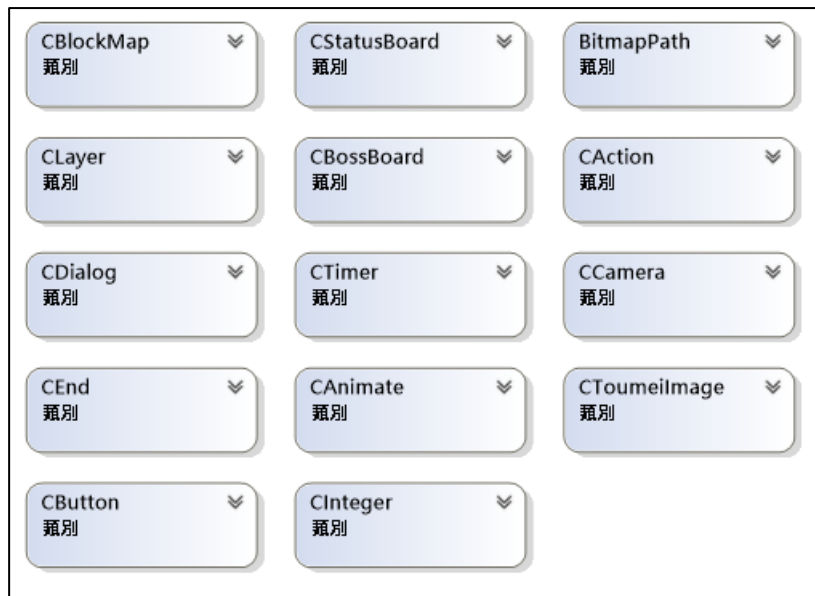 CBlockMap
類別
CStatusBoard
類別
BitmapPath
類別
CLayer
類別
CBossBoard
類別
CAction
類別
CDialog
類別
CTimer
類別
CCamera
類別
CEnd
類別
CAnimate
類別
CToumeiImage
類別
CButton
類別
CInteger
類別